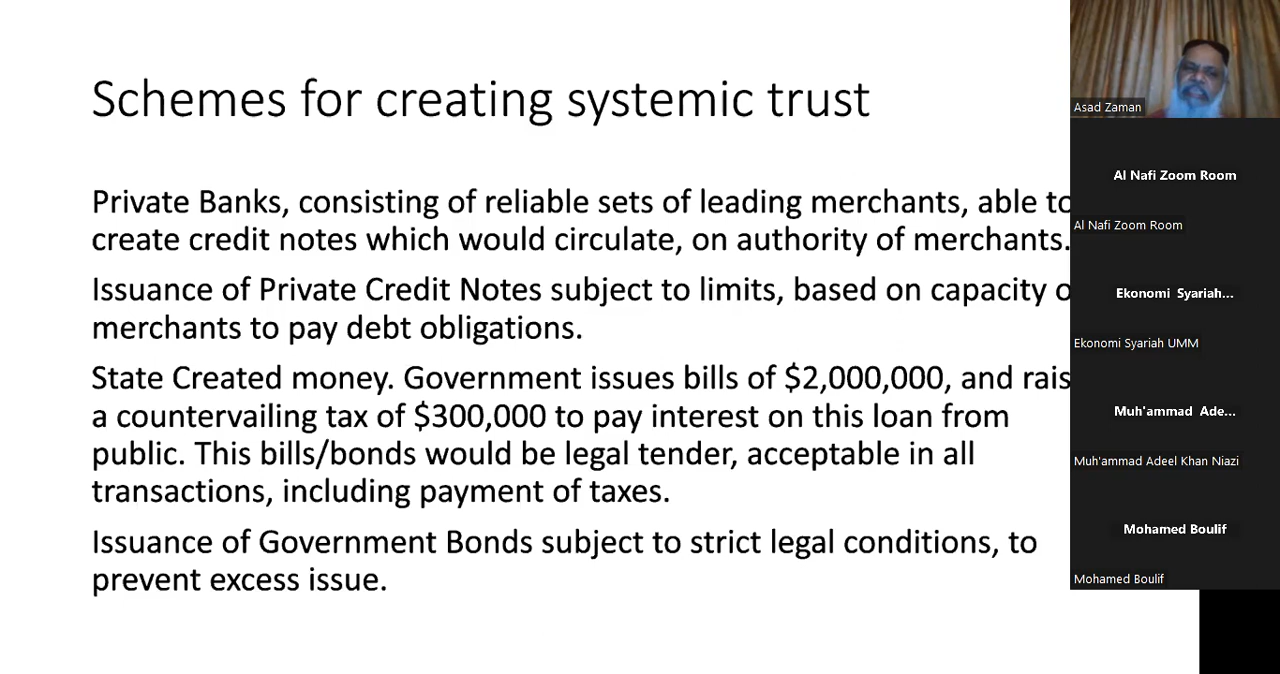 Schemes for creating systemic trust
Private Banks, consisting of reliable sets of leading merchants, able to
create credit notes which would circulate, on authority of merchants.
Issuance of Private Credit Notes subject to limits, based on capacity o
merchants to pay debt obligations.
State Created money. Government issues bills of $2,000,000, and rais
a countervailing tax of $300,000 to pay interest on this loan from
public. This bills/bonds would be legal tender, acceptable in all
transactions, including payment of taxes.
Issuance of Government Bonds subject to strict legal conditions, to
prevent excess issue.
Asad Zaman
Al Nafi Zoom Room
Al Nafi Zoom Room
Ekonomi Syariah...
Ekonomi Syariah UMM
Muh'ammad Ade...
Muh'ammad Adeel Khan Niazi
Mohamed Boulif
Mohamed Boulif